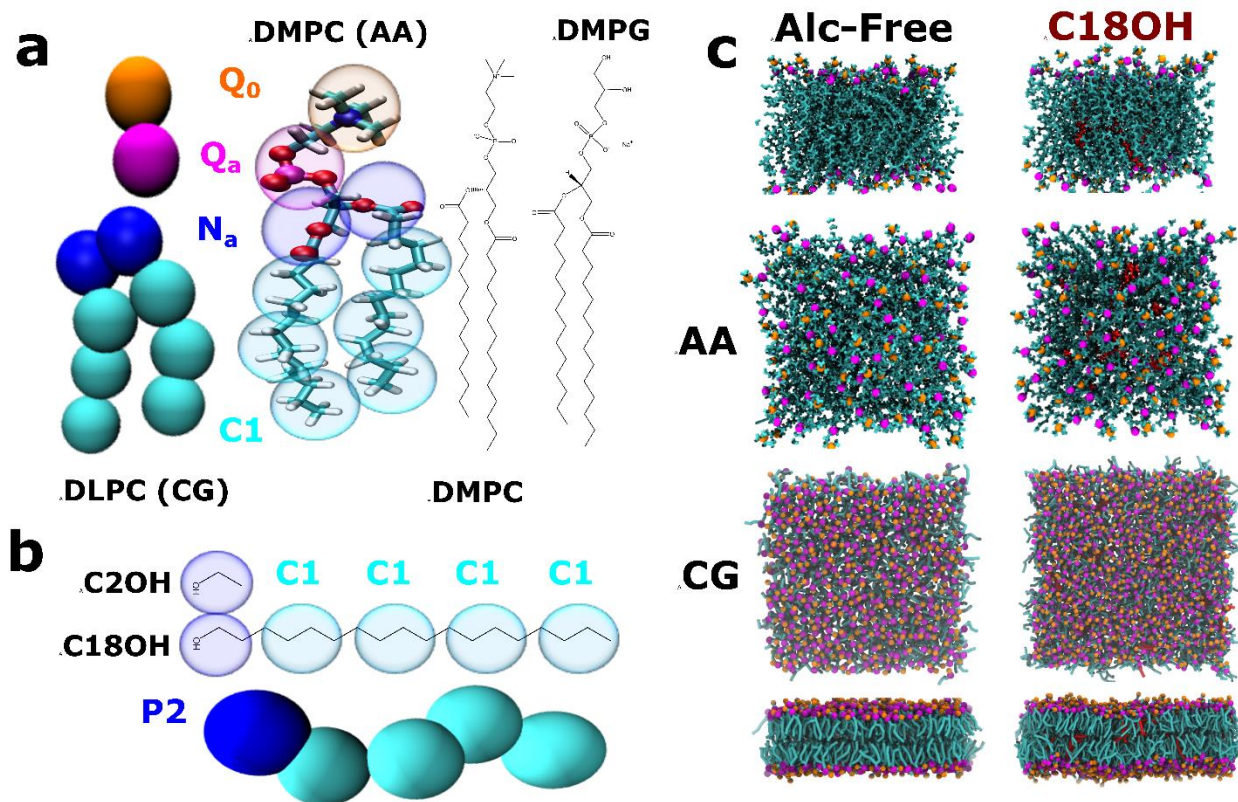 a
DMPC (AA)
DMPG
Q0
Qa
Na
C1
DLPC (CG)
DMPC
b
C2OH
C1 C1 C1 C1
C18OH
P2
c
Alc-Free
C18OH
AA
CG